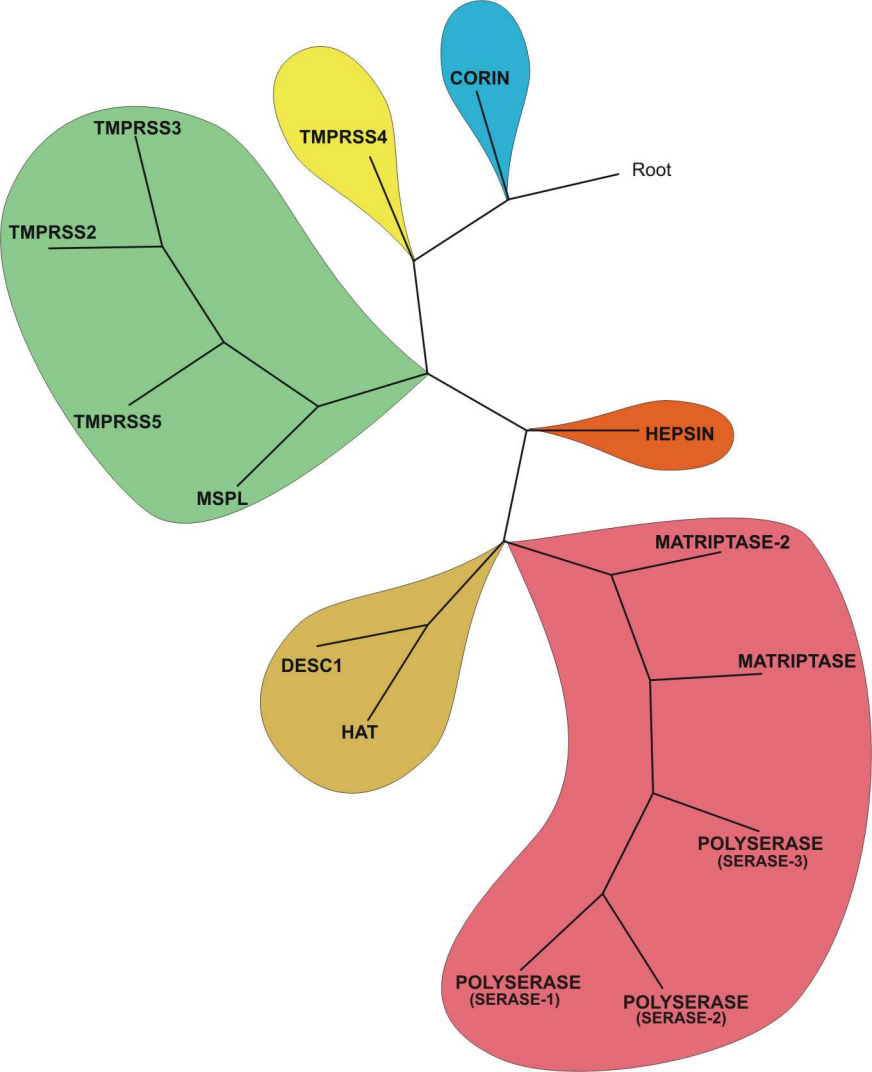 CORIN
TMPRSS3
TMPRSS4
Root
TMPRSS2
TMPRSS5
HEPSIN
MSPL
MATRIPTASE-2
DESC1
MATRIPTASE
HAT
POLYSERASE
(SERASE-3)
POLYSERASE
(SERASE-1)
POLYSERASE
(SERASE-2)